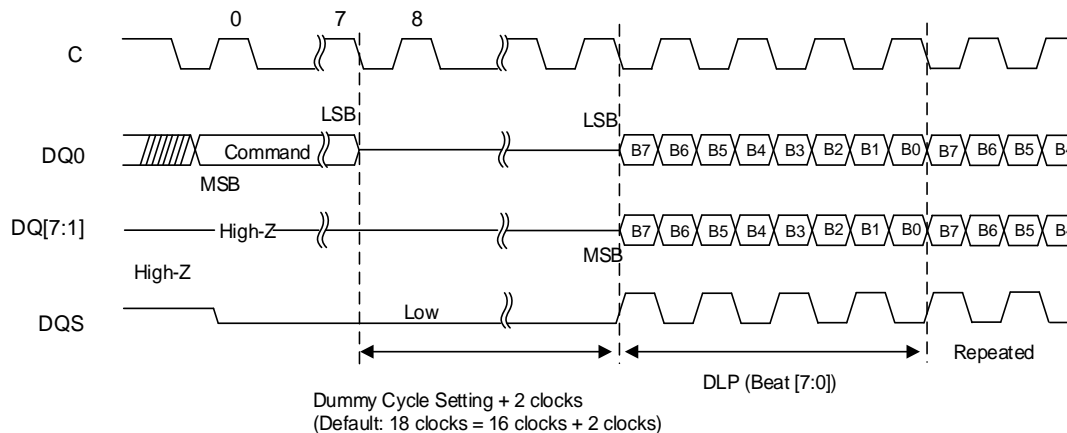 0 7 8
C
LSB LSB
DQ0 Command B7 B6 B5 B4 B3 B2 B1 B0 B7 B6 B5 B4
MSB
DQ[7:1] High-Z B7 B6 B5 B4 B3 B2 B1 B0 B7 B6 B5 B4
MSB
High-Z
DQS Low
Repeated
DLP (Beat [7:0])
Dummy Cycle Setting + 2 clocks
(Default: 18 clocks = 16 clocks + 2 clocks)